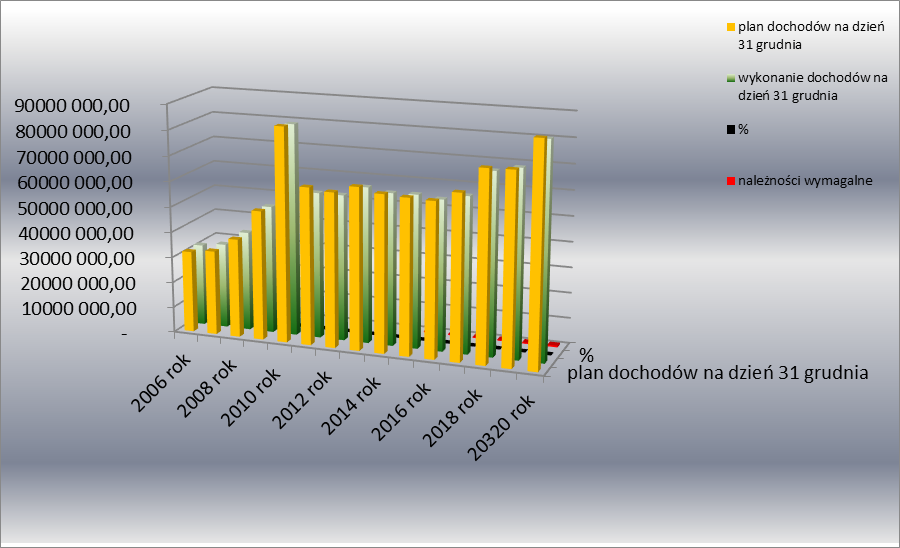 plan dochodów na dzień
31 grudnia
wykonanie dochodów na
dzień 31 grudnia
%
należności wymagalne
90000 000,00
80000 000,00
70000 000,00
60000 000,00
50000 000,00
40000 000,00
30000 000,00
20000 000,00
10000 000,00
-
%
plan dochodów na dzień 31 grudnia
2006 rok
2008 rok
2010 rok
2012 rok
2014 rok
2016 rok
2018 rok
20320 rok